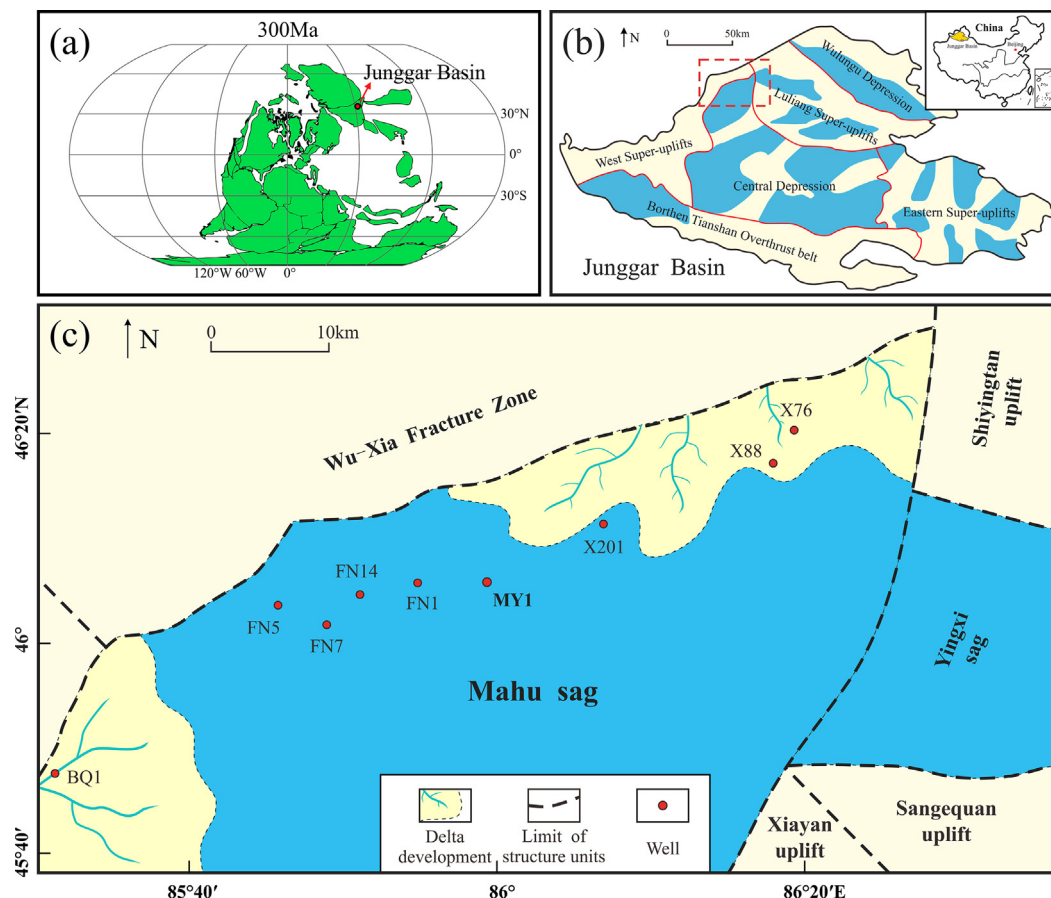 (a)
300Ma
Junggar Basin
30°N
0°
30°S
120°W 60°W 0°
(b)
N
0 50km
China
Junggar Basin
Beijing
Wulungu Depression
Luliang Super-uplifts
West Super-uplifts
Central Depression
Eastern Super-uplifts
Borthen Tianshan Overthrust belt
Junggar Basin
(c)
N
0 10km
46°20'N
46°
45°40'
Wu-Xia Fracture Zone
Shiyingtan
uplift
X76
X88
X201
FN14
FN1
MY1
FN5
FN7
Yingxi
sag
Mahu sag
BQ1
Delta
development
Limit of
structure units
Well
Xiayan
uplift
Sangequan
uplift
85°40'
86°
86°20'E